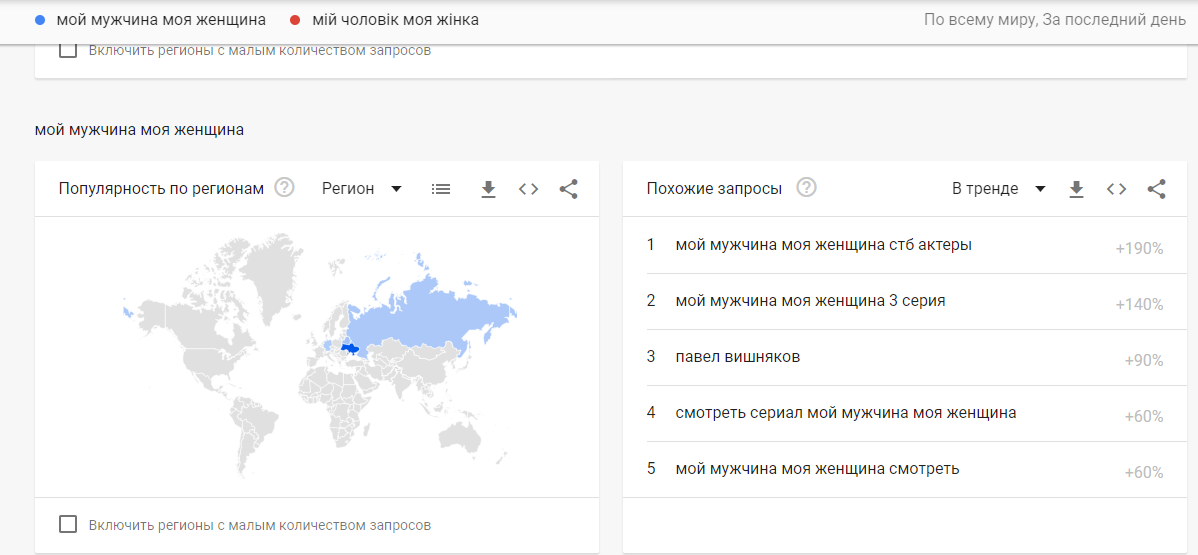 мой мужчина моя женщина мій чоловік моя жінка По всему миру, За последний день
Включить регионы с малым количеством запросов
мой мужчина моя женщина
Популярность по регионам ? Регион
Похожие запросы ? В тренде
1 мой мужчина моя женщина стб актеры +190%
2 мой мужчина моя женщина 3 серия +140%
3 павел вишняков +90%
4 смотреть сериал мой мужчина моя женщина +60%
5 мой мужчина моя женщина смотреть +60%
Включить регионы с малым количеством запросов